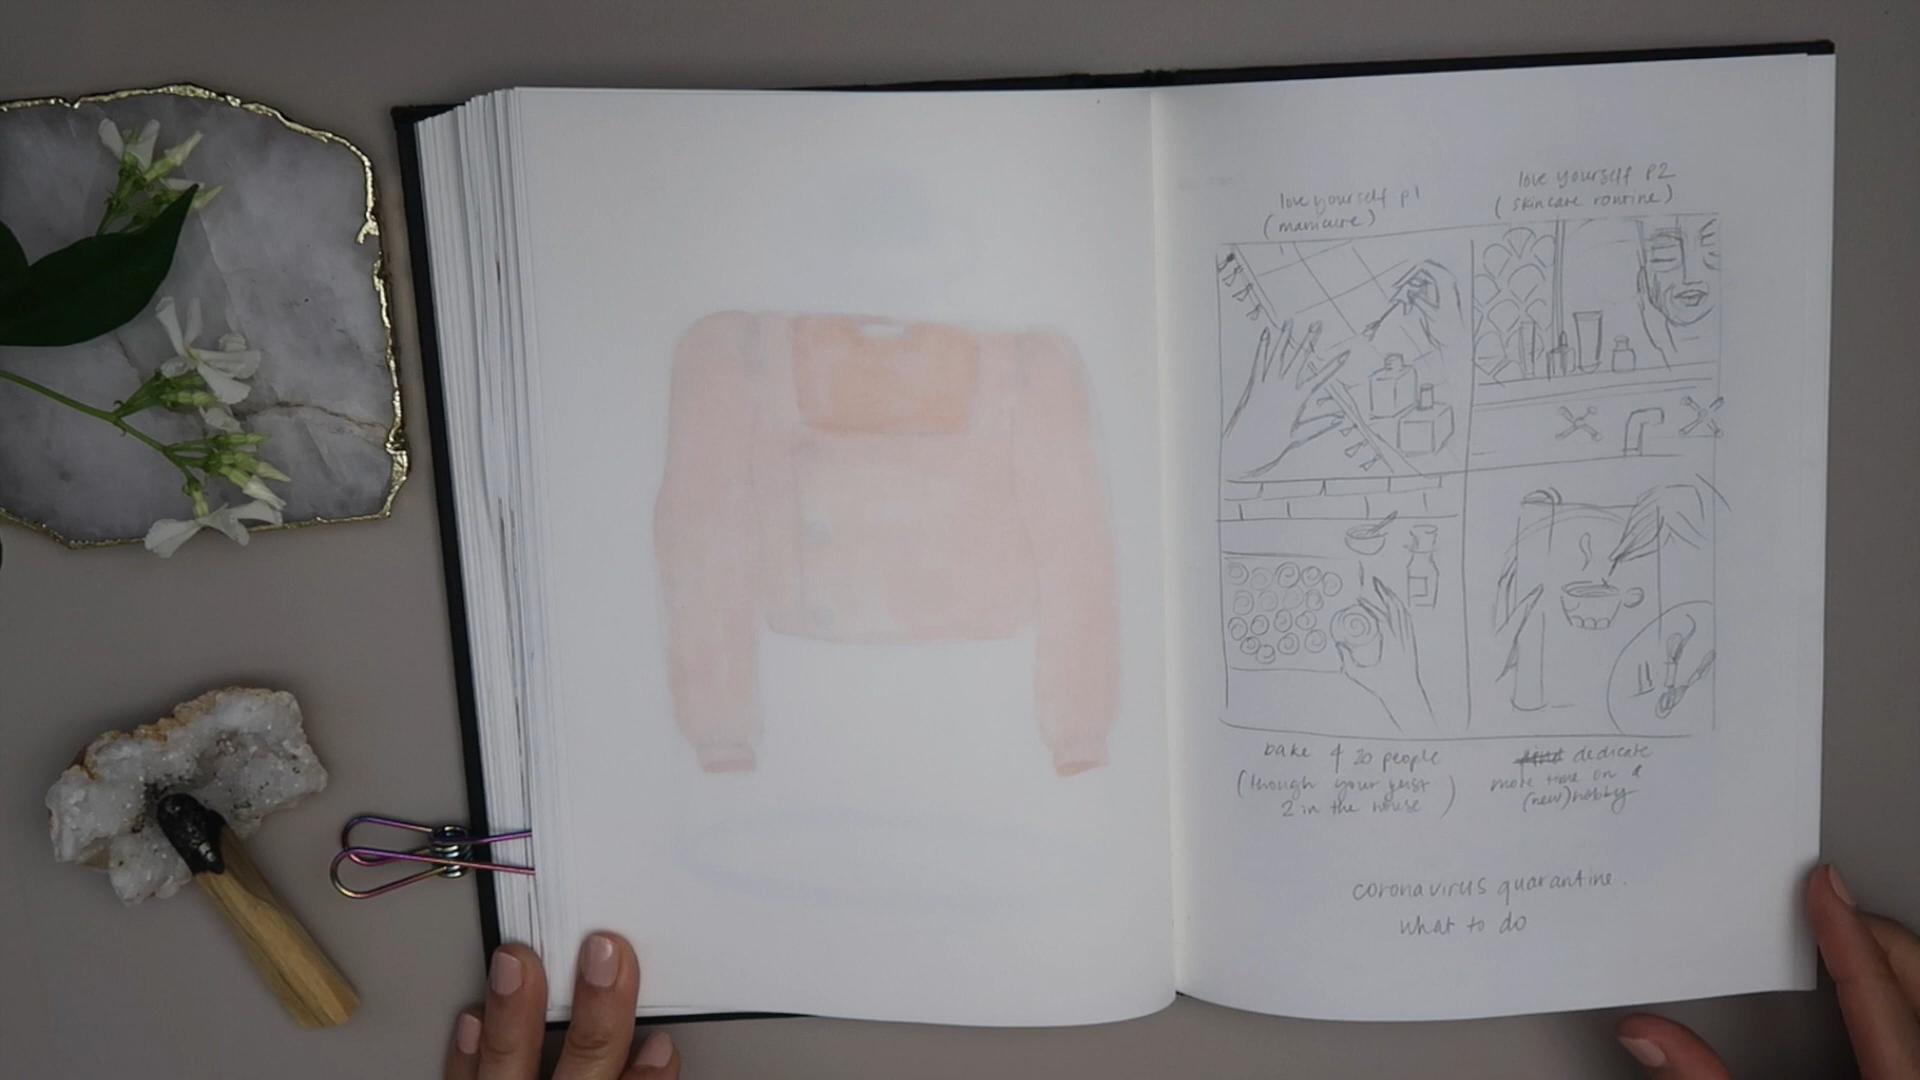 love yourself p1
(manicure)
love yourself p2
(skincare routine)
bake 4 20 people
(though your just
2 in the house)
dedicate
more time on a
(new) hobby
coronavirus quarantine.
what to do